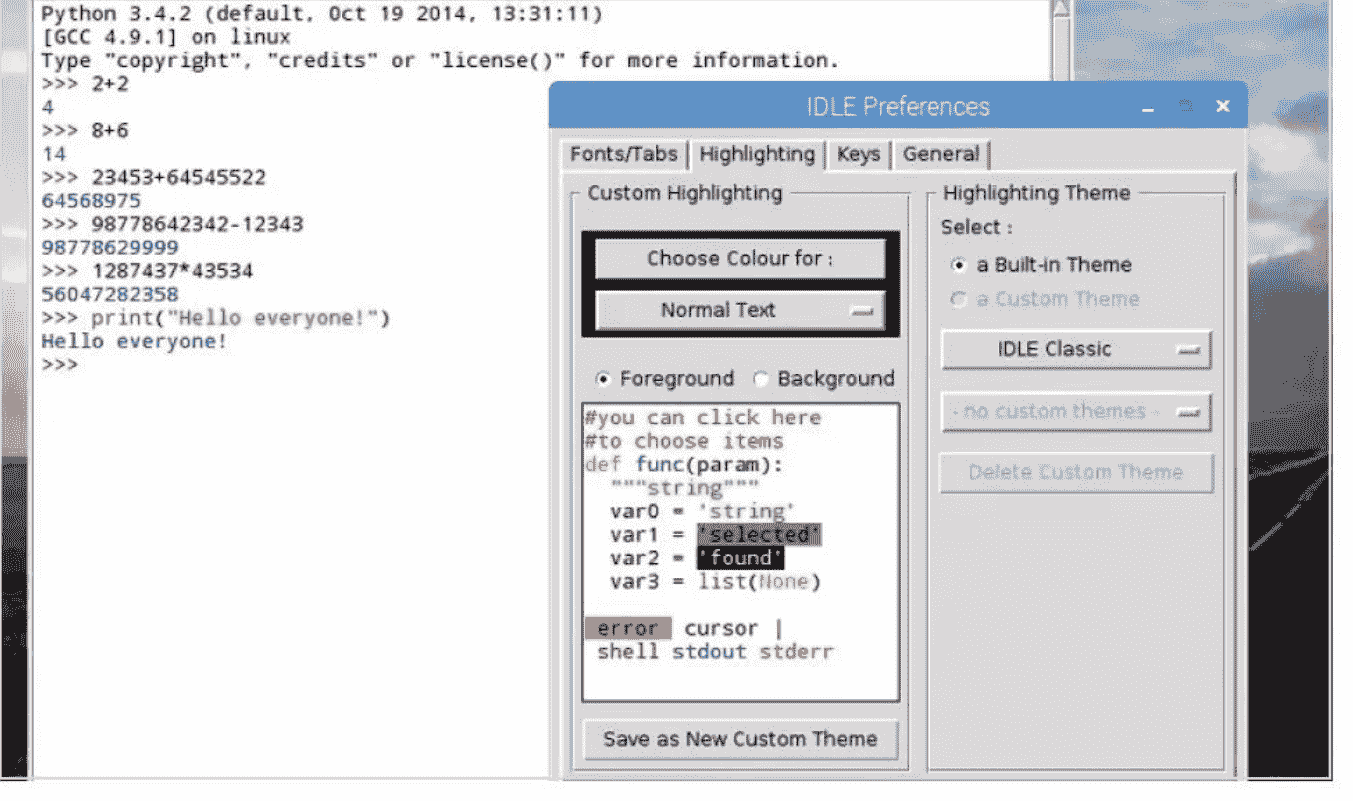 Python 3.4.2 (default, Oct 19 2014, 13:31:11)
[GCC 4.9.1] on linux
Type "copyright", "credits" or "license()" for more information.
>>> 2+2
4
>>> 8+6
14
>>> 23453+64545522
64568975
>>> 98778642342-12343
98778629999
>>> 1287437*43534
56047282358
>>> print("Hello everyone!")
Hello everyone!
>>>
IDLE Preferences
Fonts/Tabs Highlighting Keys General
Custom Highlighting
Choose Colour for :
Normal Text
Foreground Background
#you can click here
#to choose items
def func(param):
  """string"""
  var0 = 'string'
  var1 = 'selected'
  var2 = 'found'
  var3 = list(None)
error cursor |
shell stdout stderr
Save as New Custom Theme
Highlighting Theme
Select :
a Built-in Theme
a Custom Theme
IDLE Classic
- no custom themes -
Delete Custom Theme